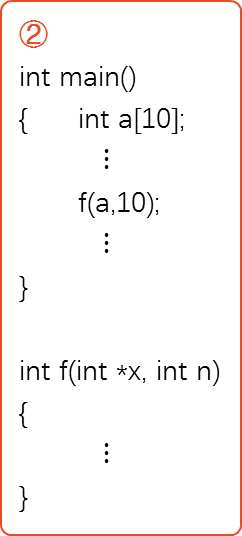 ②
int main()
{ int a[10];
⋮
f(a,10);
⋮
}
int f(int *x, int n)
{
⋮
}